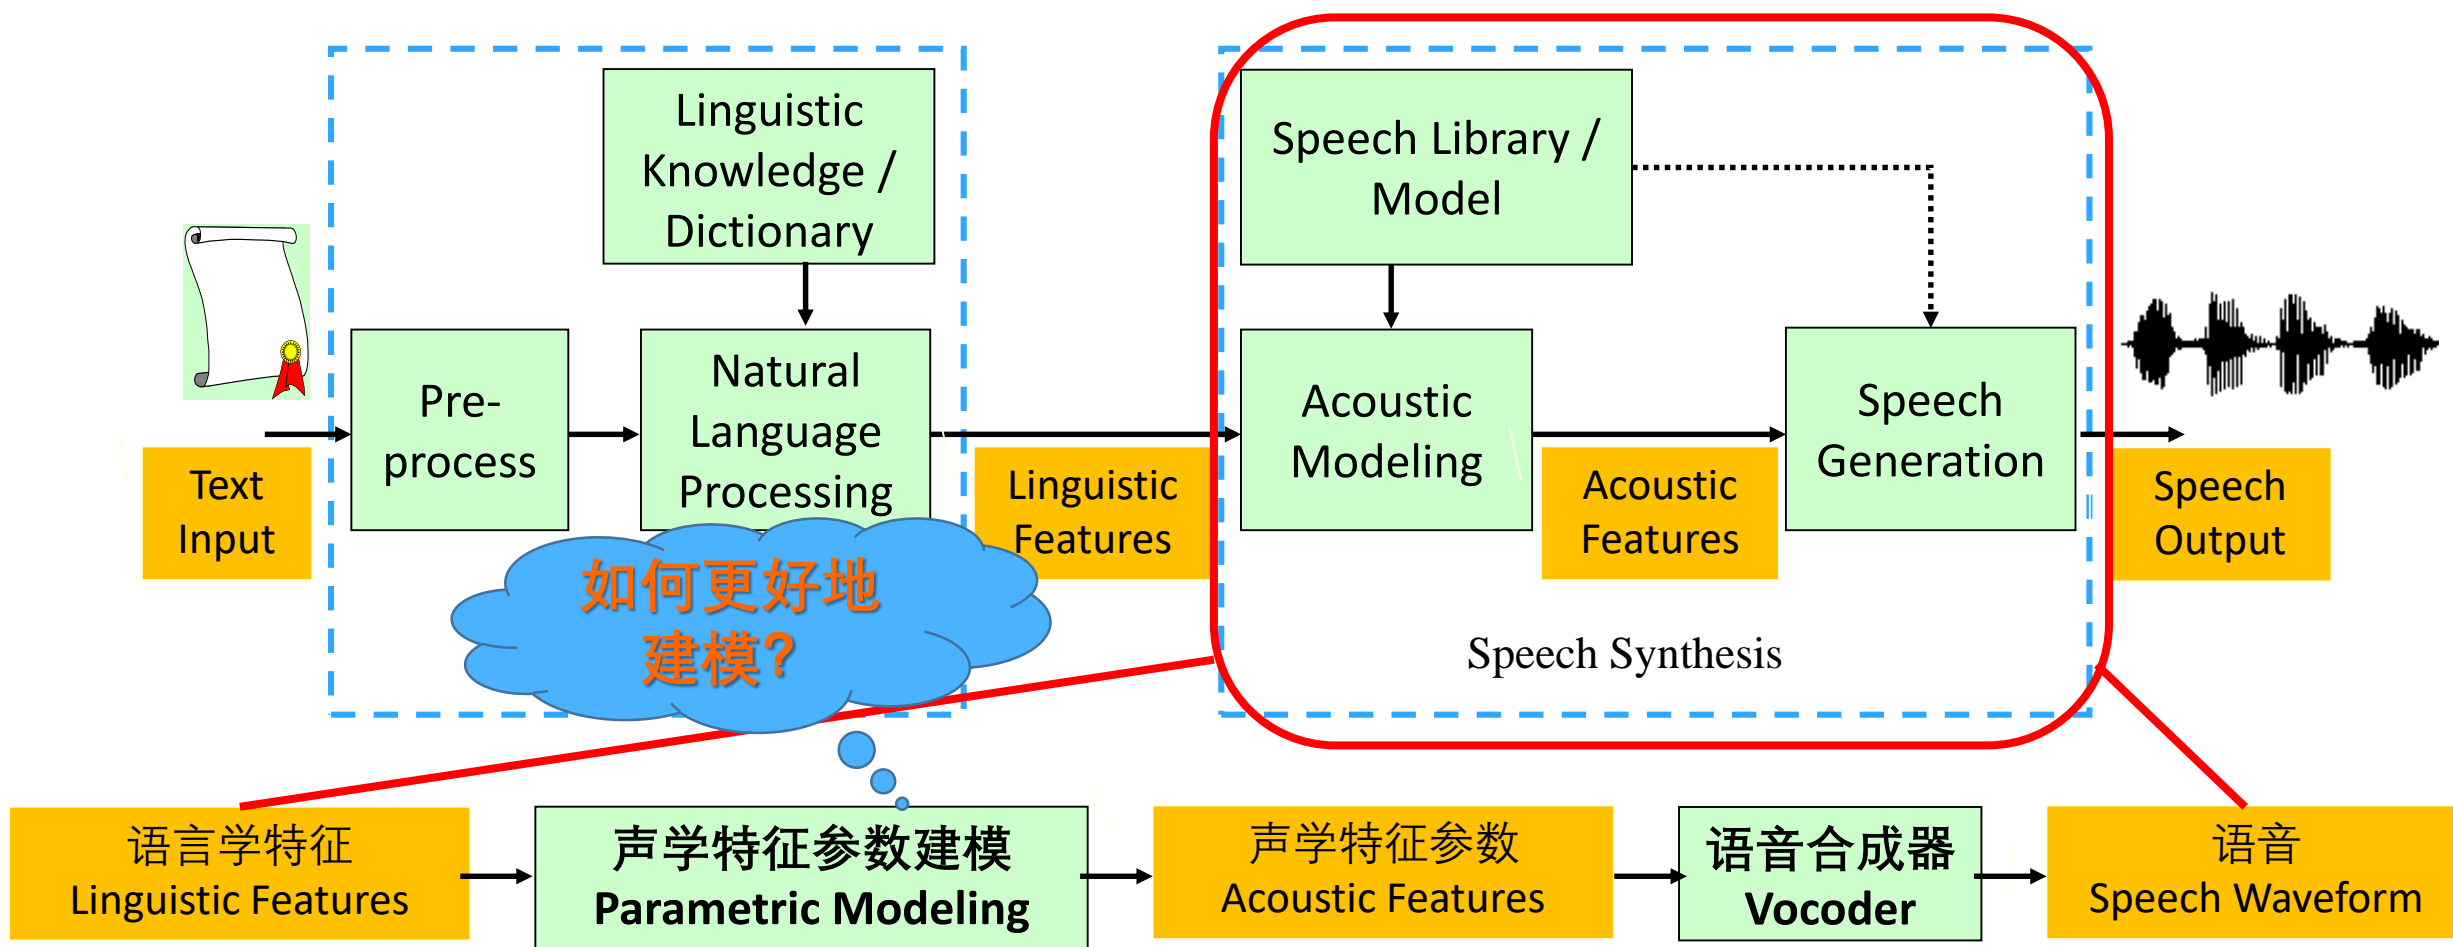 Linguistic
Knowledge /
Dictionary
Speech Library /
Model
Pre-
process
Natural
Language
Processing
Acoustic
Modeling
Speech
Generation
Text
Input
Linguistic
Features
Acoustic
Features
Speech
Output
如何更好地
建模?
Speech Synthesis
语言学特征
Linguistic Features
声学特征参数建模
Parametric Modeling
声学特征参数
Acoustic Features
语音合成器
Vocoder
语音
Speech Waveform